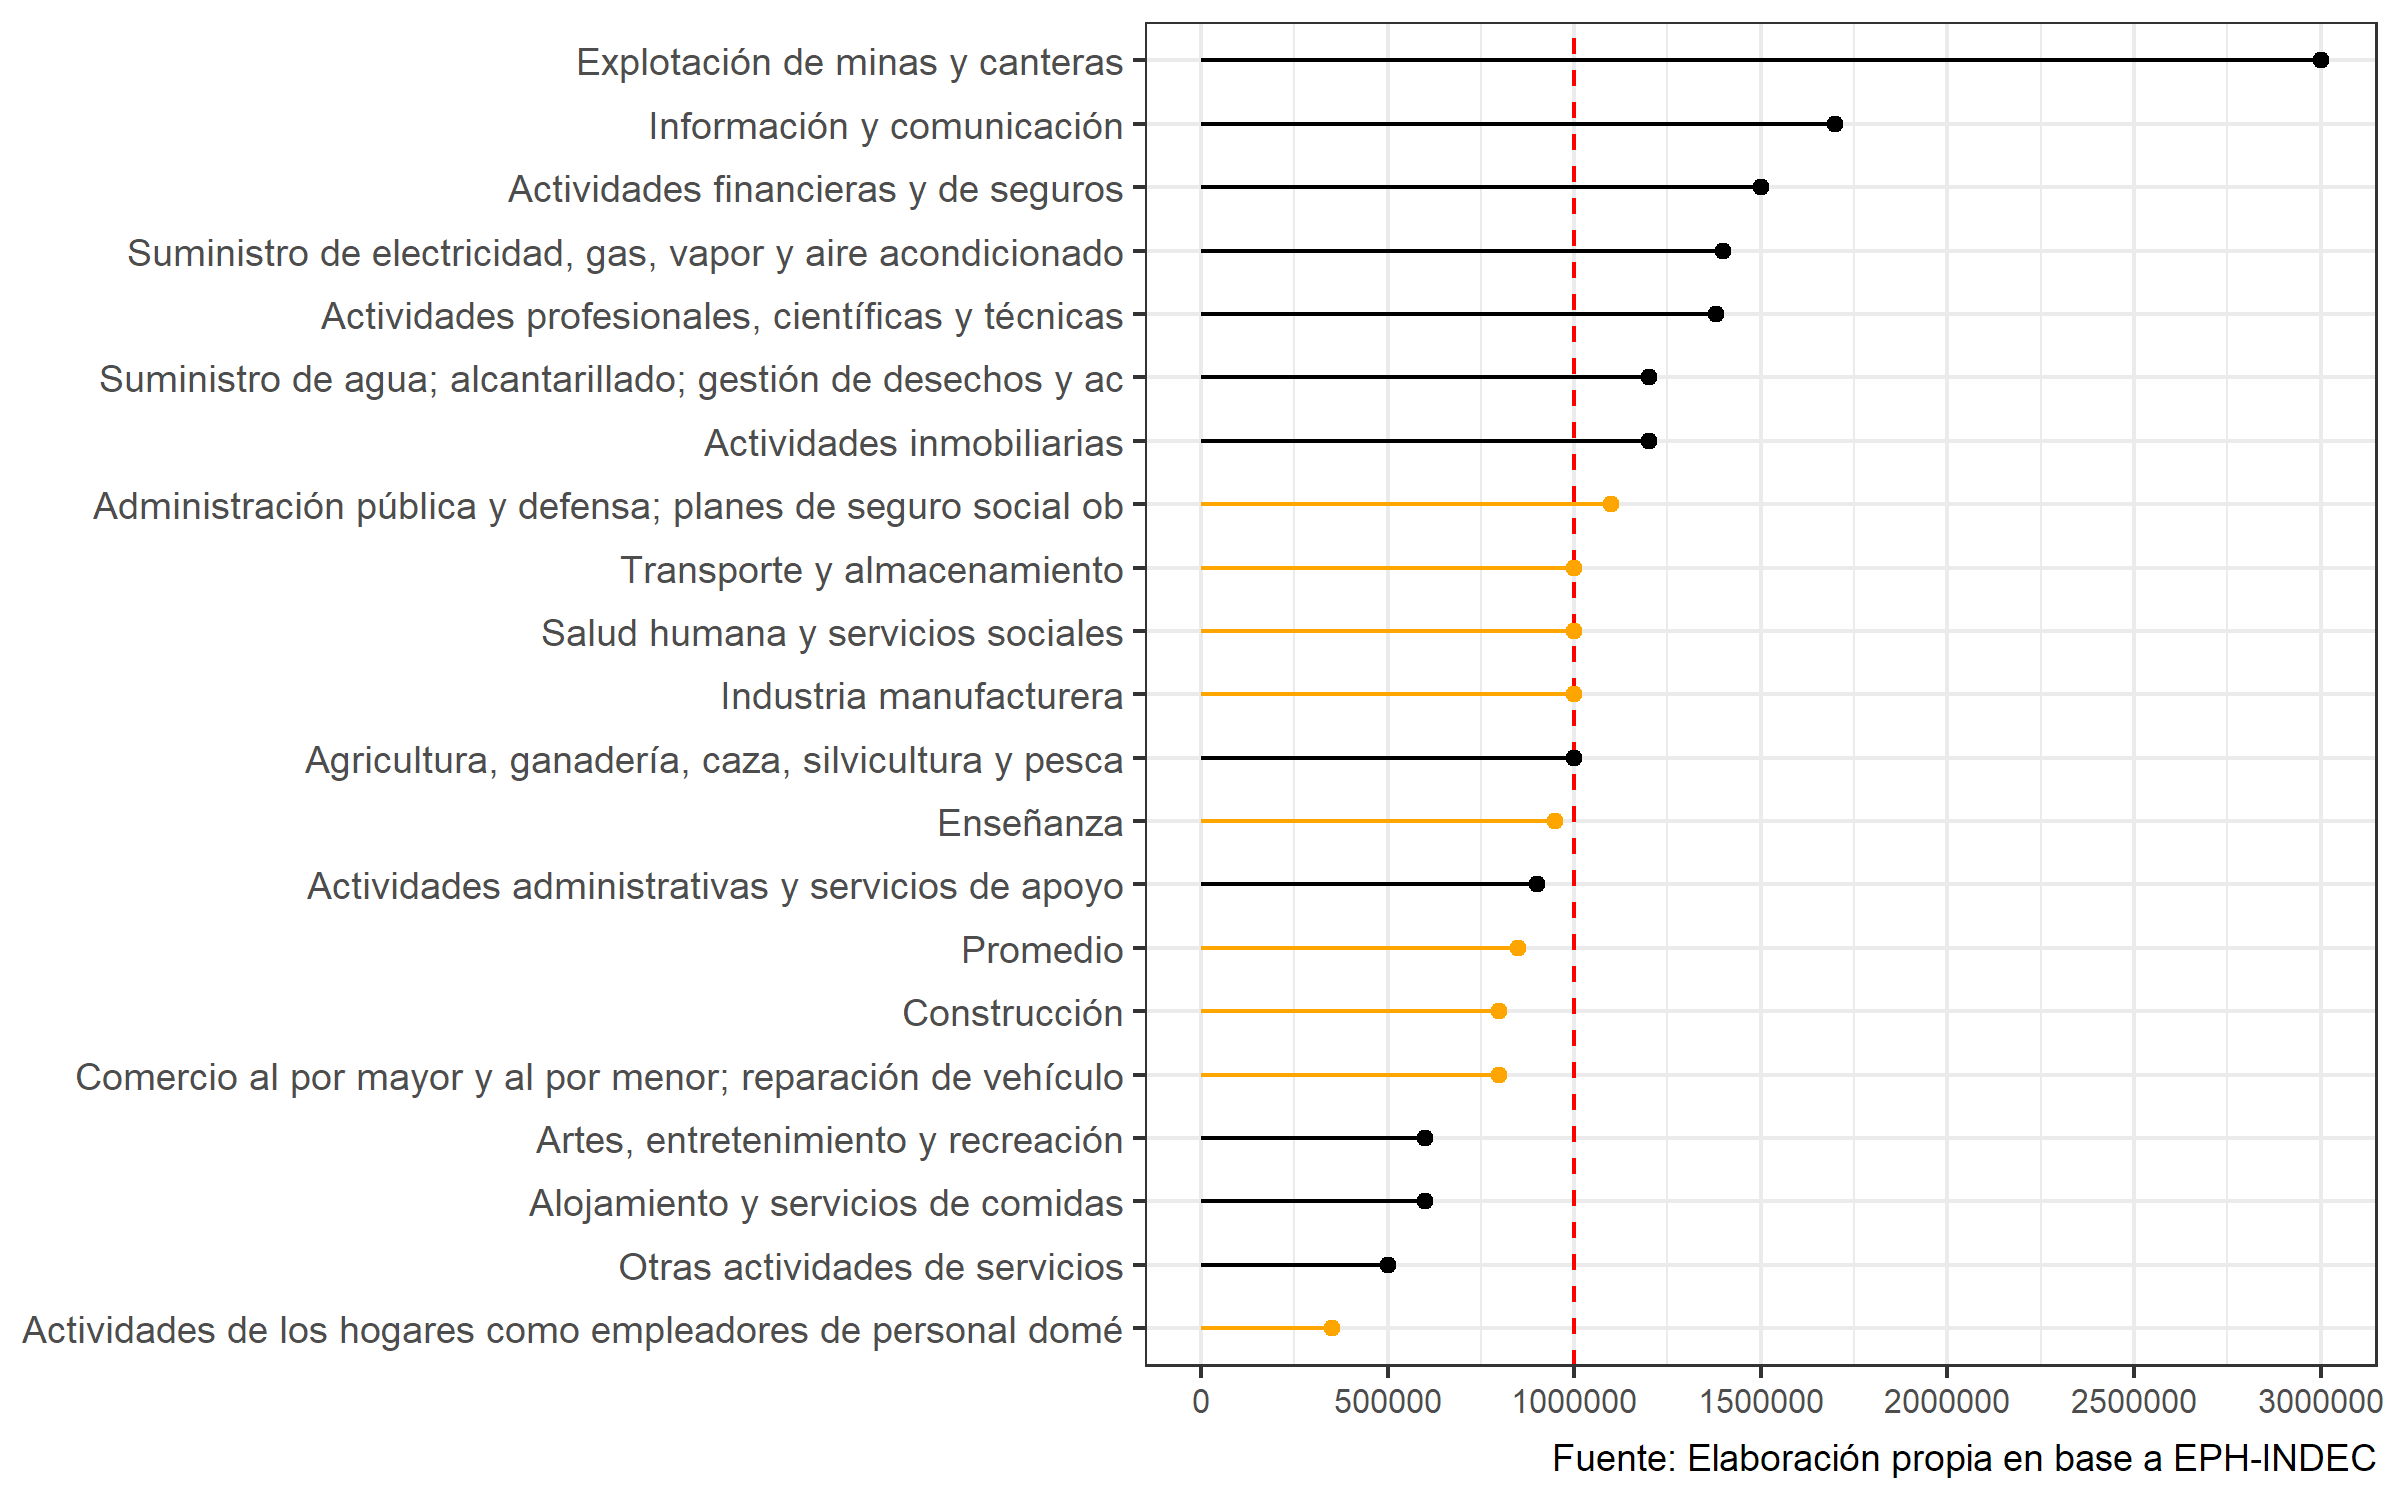 Explotación de minas y canteras
Información y comunicación
Actividades financieras y de seguros
Suministro de electricidad, gas, vapor y aire acondicionado
Actividades profesionales, científicas y técnicas
Suministro de agua; alcantarillado; gestión de desechos y ac
Actividades inmobiliarias
Administración pública y defensa; planes de seguro social ob
Transporte y almacenamiento
Salud humana y servicios sociales
Industria manufacturera
Agricultura, ganadería, caza, silvicultura y pesca
Enseñanza
Actividades administrativas y servicios de apoyo
Promedio
Construcción
Comercio al por mayor y al por menor; reparación de vehículo
Artes, entretenimiento y recreación
Alojamiento y servicios de comidas
Otras actividades de servicios
Actividades de los hogares como empleadores de personal domé
0 500000 1000000 1500000 2000000 2500000 3000000
Fuente: Elaboración propia en base a EPH-INDEC